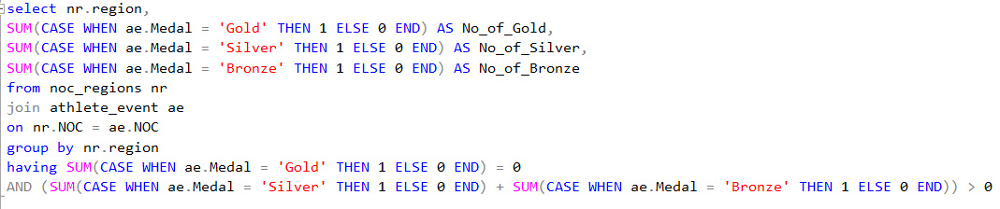 select nr.region,
SUM(CASE WHEN ae.Medal = 'Gold' THEN 1 ELSE 0 END) AS No_of_Gold,
SUM(CASE WHEN ae.Medal = 'Silver' THEN 1 ELSE 0 END) AS No_of_Silver,
SUM(CASE WHEN ae.Medal = 'Bronze' THEN 1 ELSE 0 END) AS No_of_Bronze
from noc_regions nr
join athlete_event ae
on nr.NOC = ae.NOC
group by nr.region
having SUM(CASE WHEN ae.Medal = 'Gold' THEN 1 ELSE 0 END) = 0
AND (SUM(CASE WHEN ae.Medal = 'Silver' THEN 1 ELSE 0 END) + SUM(CASE WHEN ae.Medal = 'Bronze' THEN 1 ELSE 0 END)) > 0